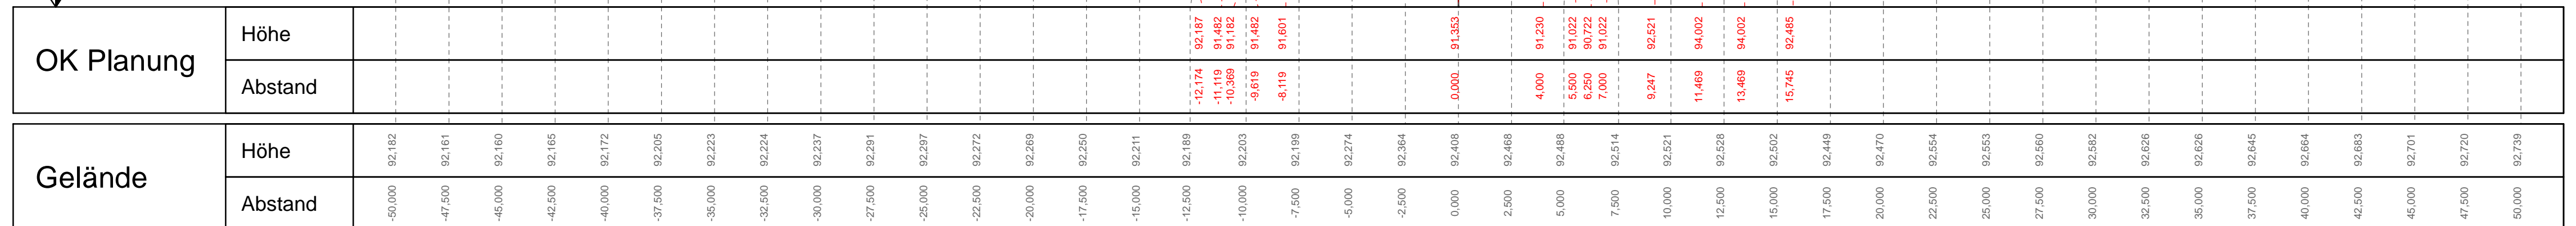 OK Planung
Höhe 92,187 91,482 91,182 91,482 91,601 91,353 91,230 91,022 90,722 91,022 92,521 94,002 94,002 92,485
Abstand -12,174 -11,119 -10,369 -9,619 -8,119 0,000 4,000 5,500 6,250 7,000 9,247 11,469 13,469 15,745
Gelände
Höhe 92,182 92,161 92,160 92,165 92,172 92,205 92,223 92,224 92,237 92,291 92,297 92,272 92,269 92,250 92,211 92,189 92,203 92,199 92,274 92,364 92,408 92,468 92,488 92,514 92,521 92,528 92,502 92,449 92,470 92,554 92,553 92,560 92,582 92,626 92,626 92,645 92,664 92,683 92,701 92,720 92,739
Abstand -50,000 -47,500 -45,000 -42,500 -40,000 -37,500 -35,000 -32,500 -30,000 -27,500 -25,000 -22,500 -20,000 -17,500 -15,000 -12,500 -10,000 -7,500 -5,000 -2,500 0,000 2,500 5,000 7,500 10,000 12,500 15,000 17,500 20,000 22,500 25,000 27,500 30,000 32,500 35,000 37,500 40,000 42,500 45,000 47,500 50,000